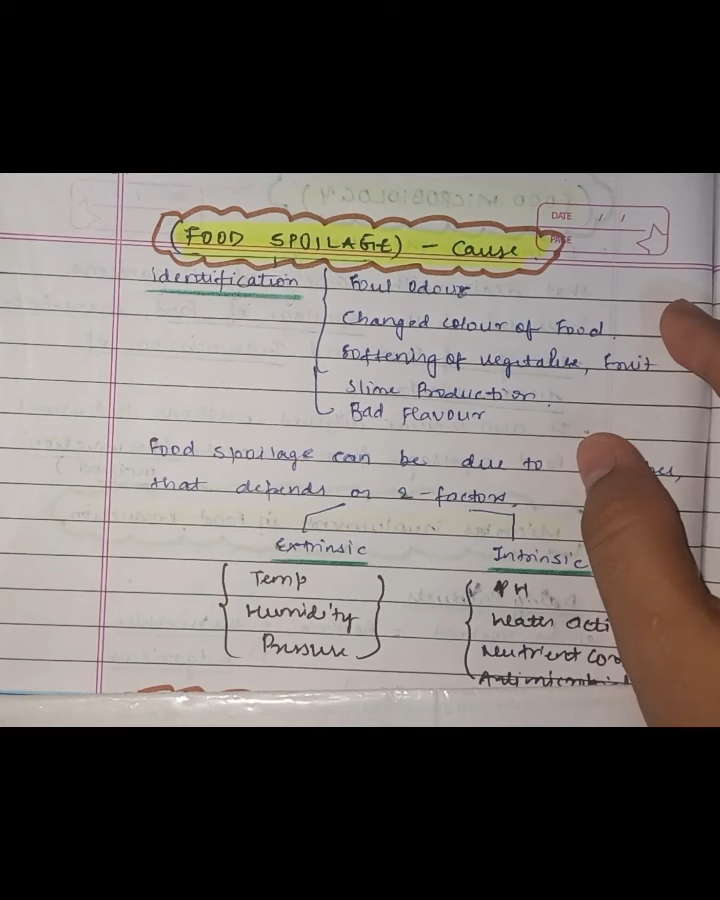 DATE
PAGE
(FOOD SPOILAGE) - Cause
Identification
Foul Odour
Changed colour of Food.
Softening of vegetable, Fruit
Slime Production.
Bad Flavour
Food spoilage can be due to
that depends on 2-factors.
Extrinsic
Intrinsic
Temp
Humidity
Pressure
PH
Water
Nutrient